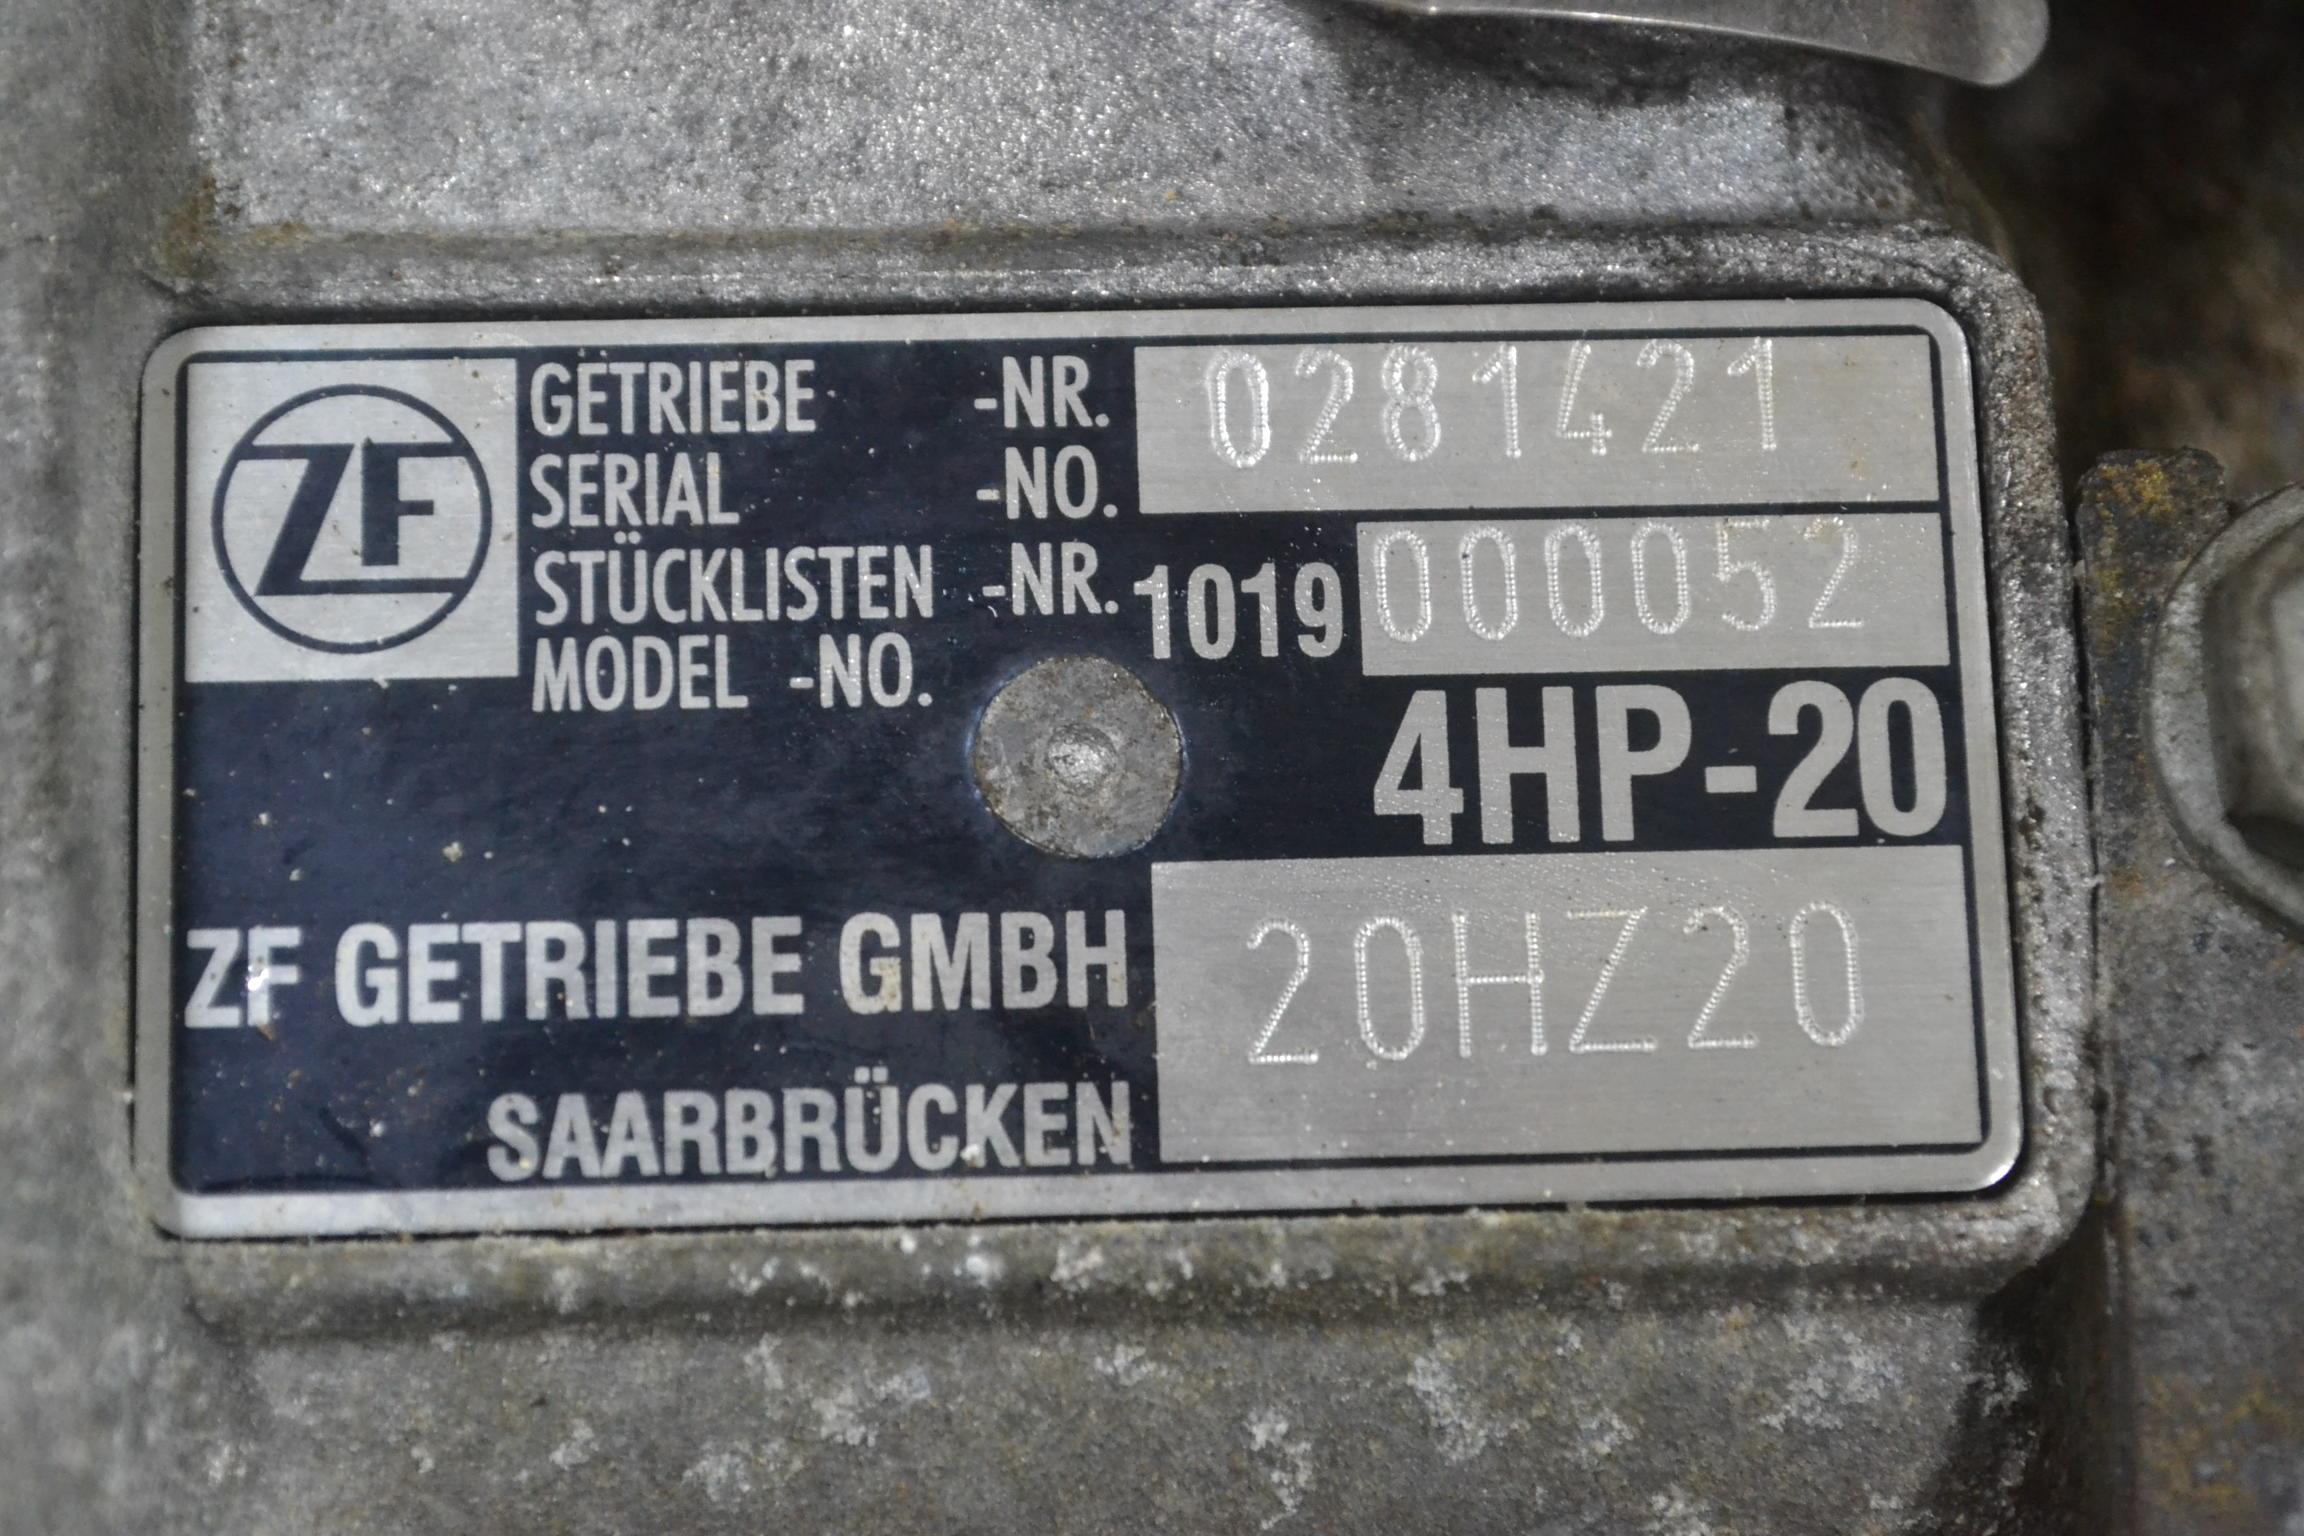 ZF
GETRIEBE -NR. 0281421
SERIAL -NO.
STÜCKLISTEN -NR. 1019 000052
MODEL -NO.
4HP-20
ZF GETRIEBE GMBH 20HZ20
SAARBRÜCKEN